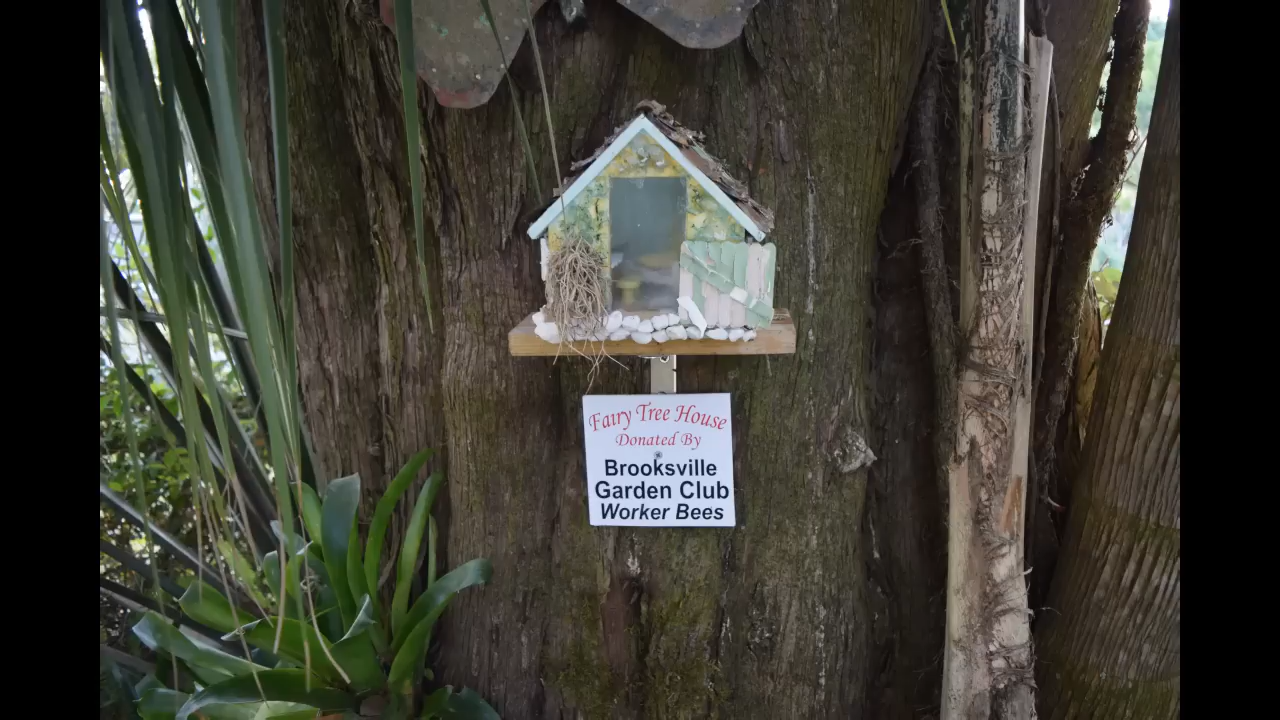 Fairy Tree House
Donated By
Brooksville
Garden Club
Worker Bees